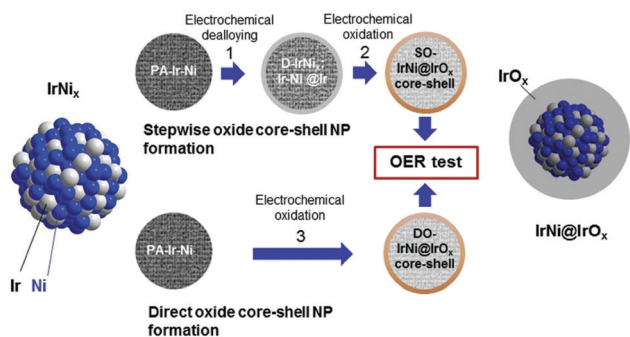 Electrochemical
dealloying
1
Electrochemical
oxidation
2
IrNiₓ
PA-Ir-Ni
D-IrNiₓ:
Ir-Ni @Ir
SO-
IrNi@IrOₓ
core-shell
Stepwise oxide core-shell NP
formation
OER test
IrOₓ
IrNi@IrOₓ
Ir Ni
PA-Ir-Ni
Electrochemical
oxidation
3
DO-
IrNi@IrOₓ
core-shell
Direct oxide core-shell NP
formation